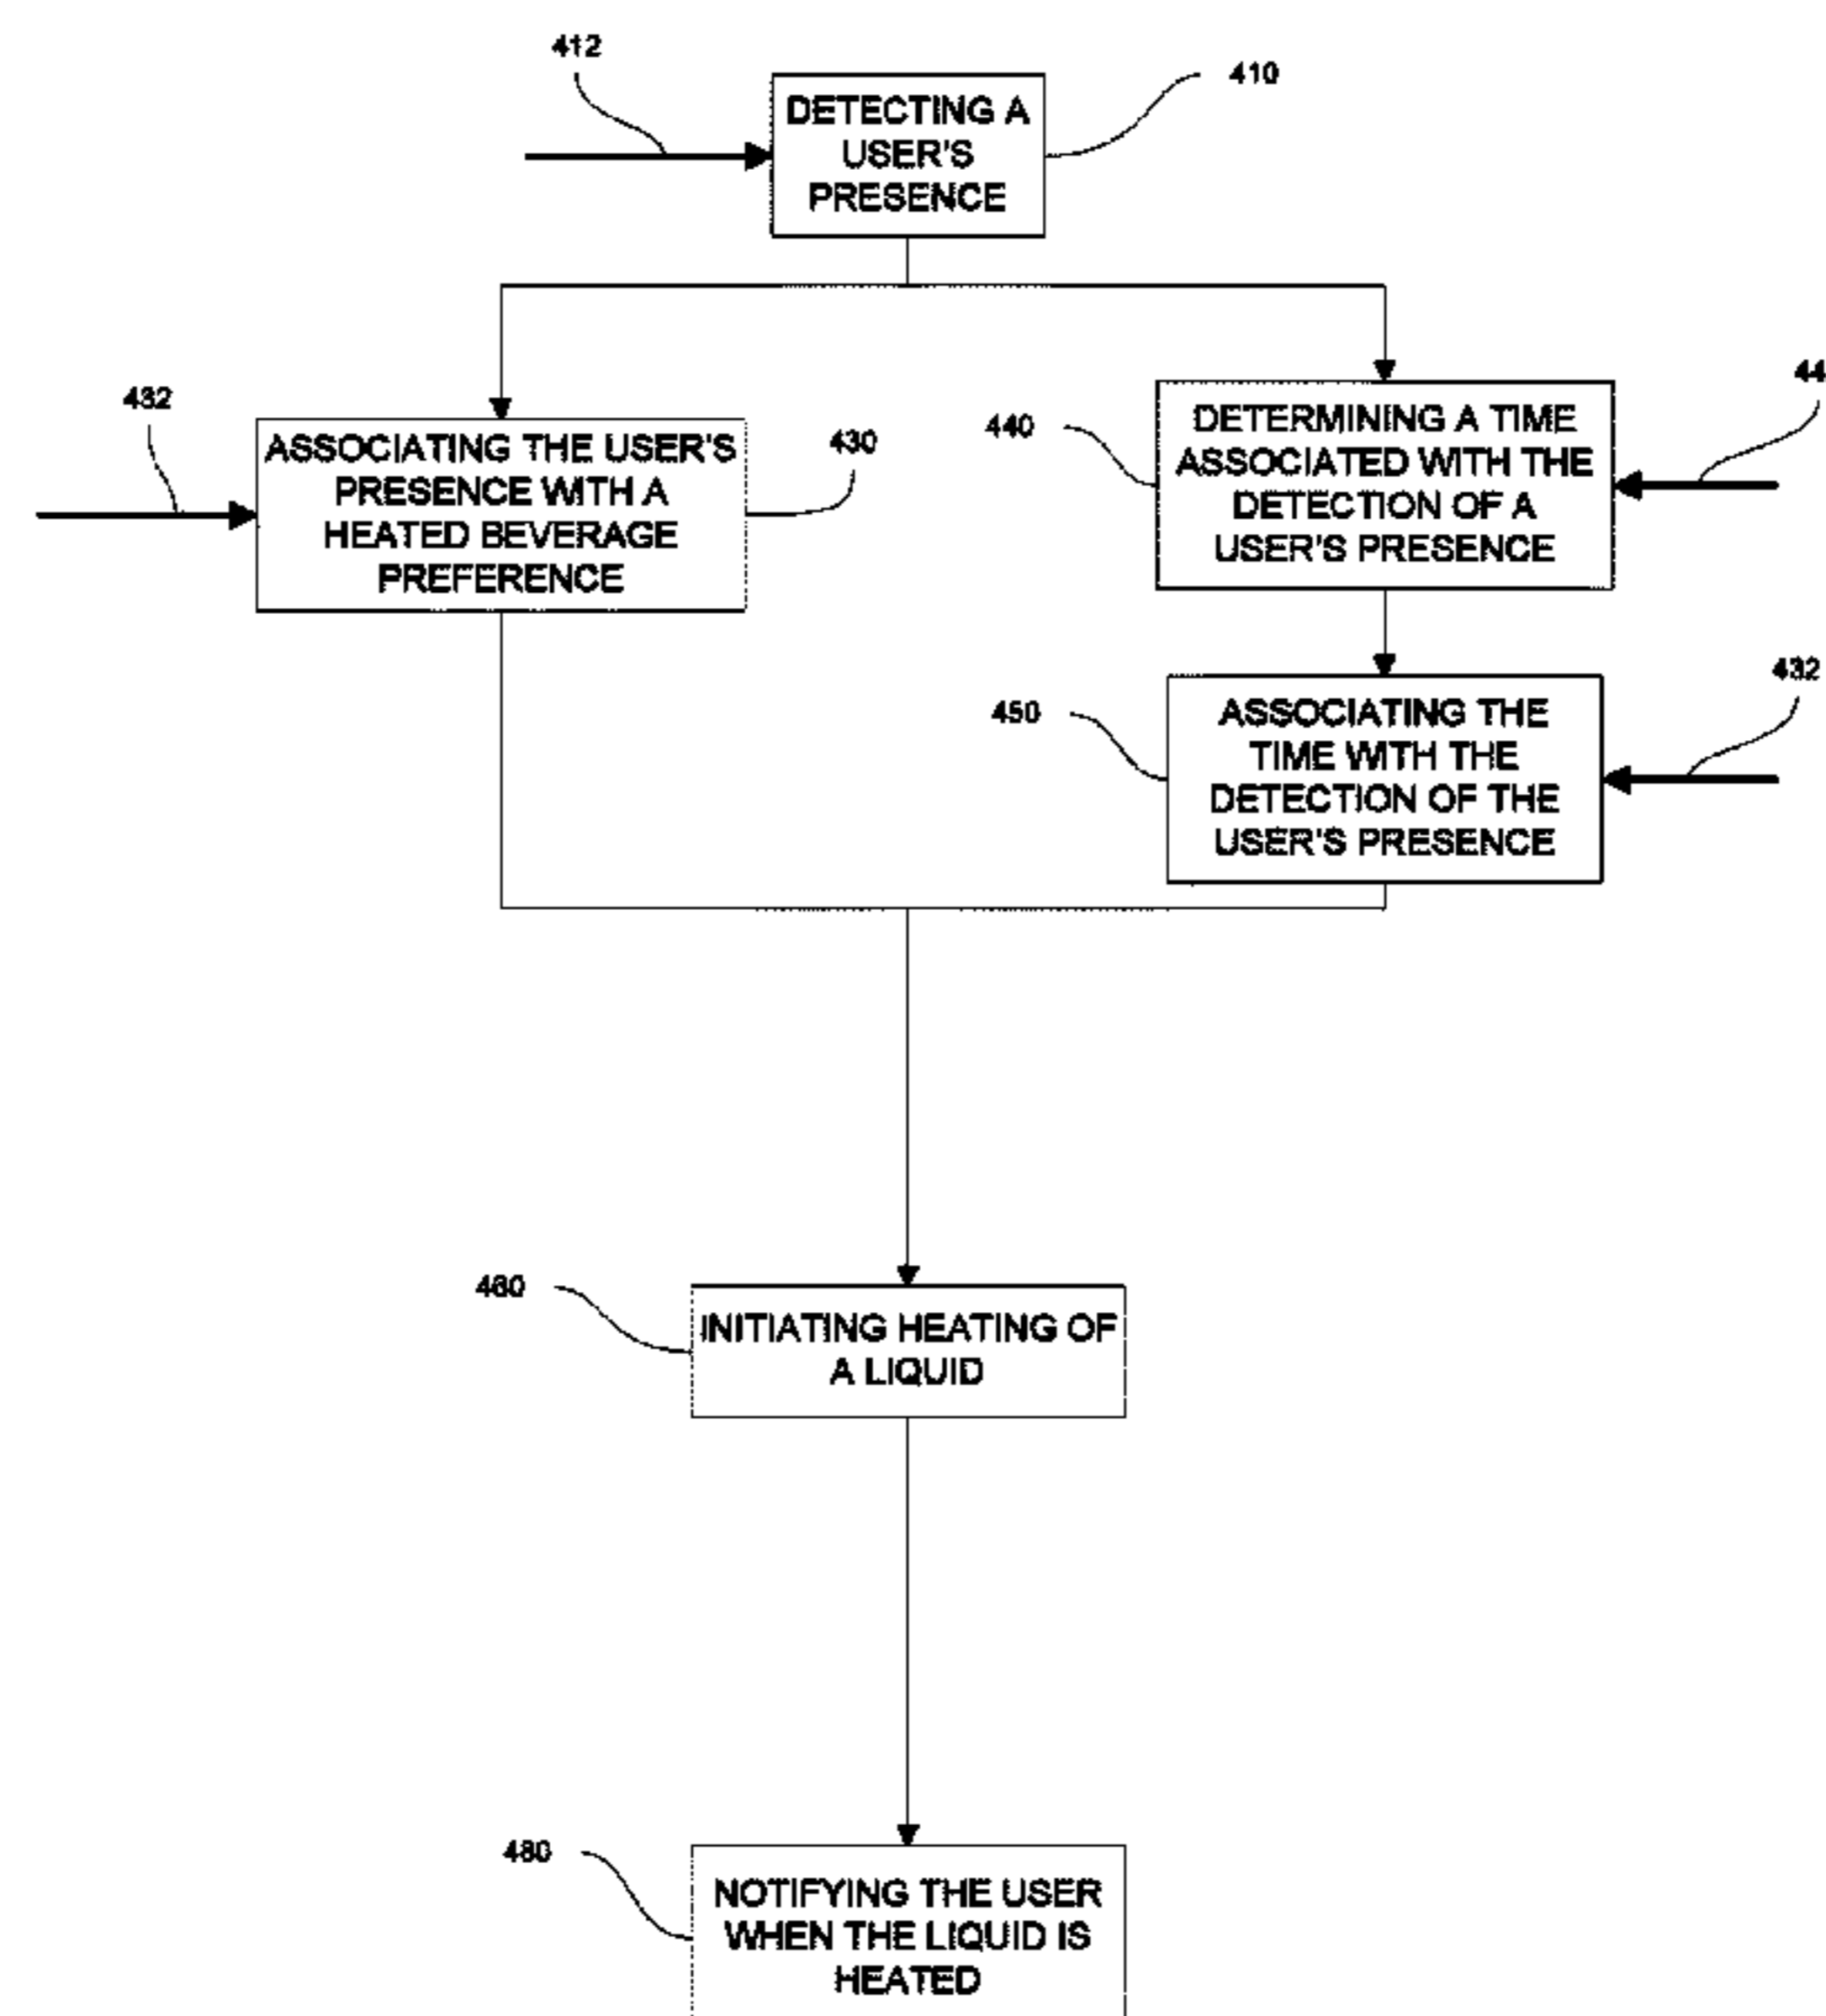 412
410
DETECTING A
USER'S
PRESENCE
432
430
ASSOCIATING THE USER'S
PRESENCE WITH A
HEATED BEVERAGE
PREFERENCE
440
44
DETERMINING A TIME
ASSOCIATED WITH THE
DETECTION OF A
USER'S PRESENCE
450
432
ASSOCIATING THE
TIME WITH THE
DETECTION OF THE
USER'S PRESENCE
460
INITIATING HEATING OF
A LIQUID
480
NOTIFYING THE USER
WHEN THE LIQUID IS
HEATED